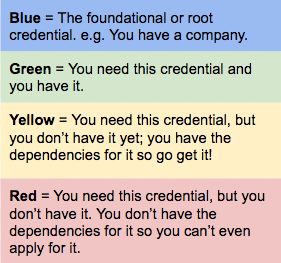 Blue = The foundational or root
credential. e.g. You have a company.
Green = You need this credential and
you have it.
Yellow = You need this credential, but
you don’t have it yet; you have the
dependencies for it so go get it!
Red = You need this credential, but you
don’t have it. You don’t have the
dependencies for it so you can’t even
apply for it.